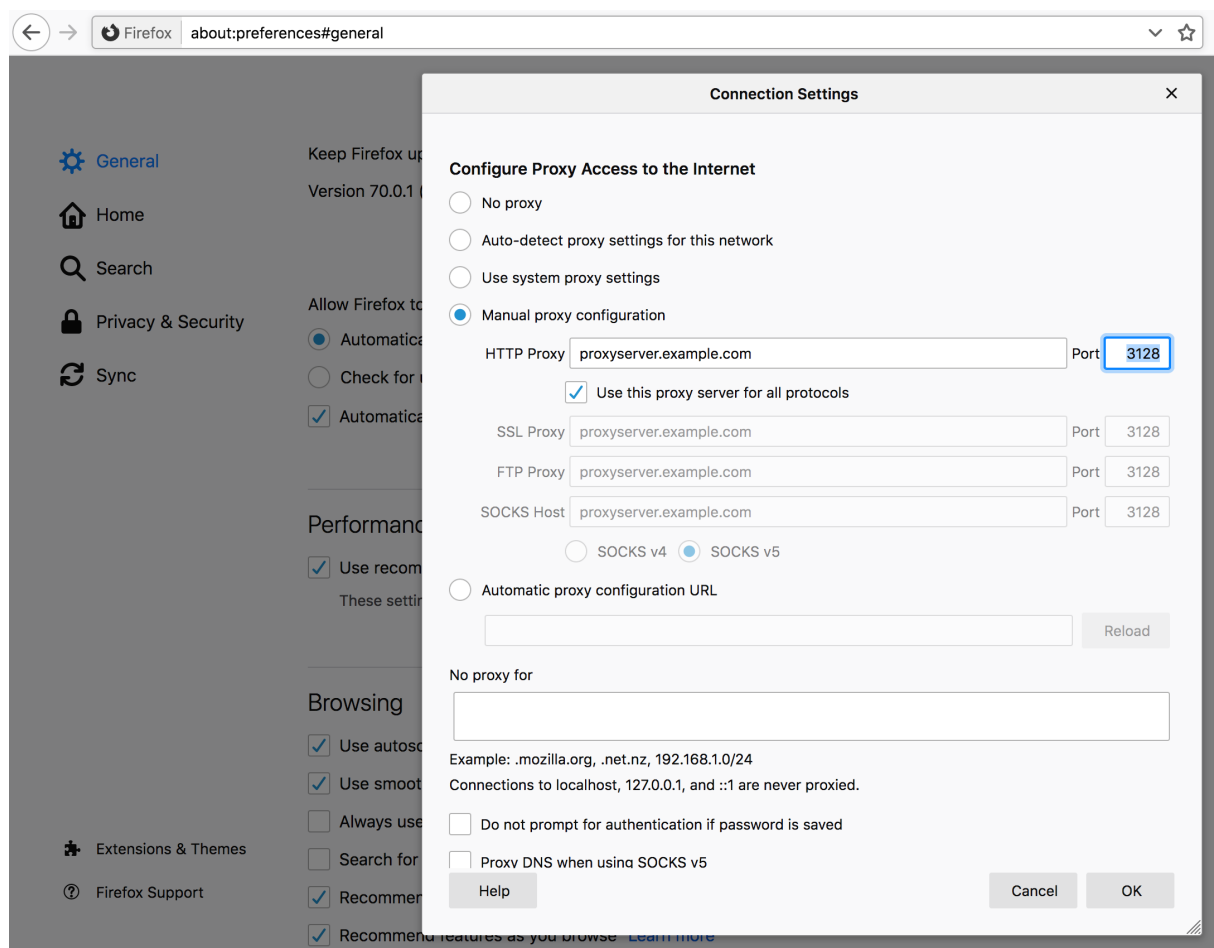 Firefox about:preferences#general
Connection Settings
General
Home
Search
Privacy & Security
Sync
Extensions & Themes
Firefox Support
Keep Firefox up
Version 70.0.1 (
Allow Firefox to
Automatica
Check for u
Automatica
Performanc
Use recom
These settin
Browsing
Use autosc
Use smoot
Always use
Search for
Recommen
Recommend features as you browse Learn more
Configure Proxy Access to the Internet
No proxy
Auto-detect proxy settings for this network
Use system proxy settings
Manual proxy configuration
HTTP Proxy proxyserver.example.com Port 3128
Use this proxy server for all protocols
SSL Proxy proxyserver.example.com Port 3128
FTP Proxy proxyserver.example.com Port 3128
SOCKS Host proxyserver.example.com Port 3128
SOCKS v4 SOCKS v5
Automatic proxy configuration URL
Reload
No proxy for
Example: .mozilla.org, .net.nz, 192.168.1.0/24
Connections to localhost, 127.0.0.1, and ::1 are never proxied.
Do not prompt for authentication if password is saved
Proxy DNS when using SOCKS v5
Help Cancel OK